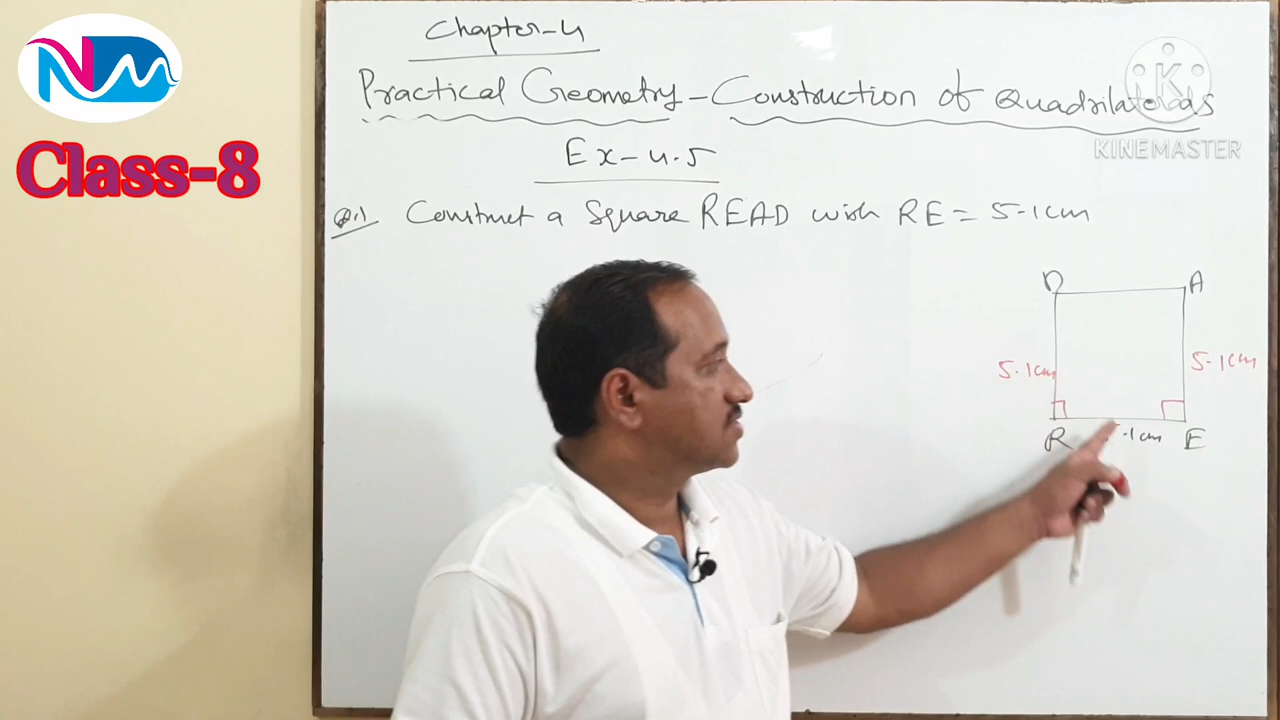 NM
Class-8
Chapter-4
Practical Geometry - Construction of Quadrilaterals
KINEMASTER
Ex-4.5
Q.1) Construct a Square READ with RE = 5.1cm
D A
5.1cm 5.1cm
R .1cm E